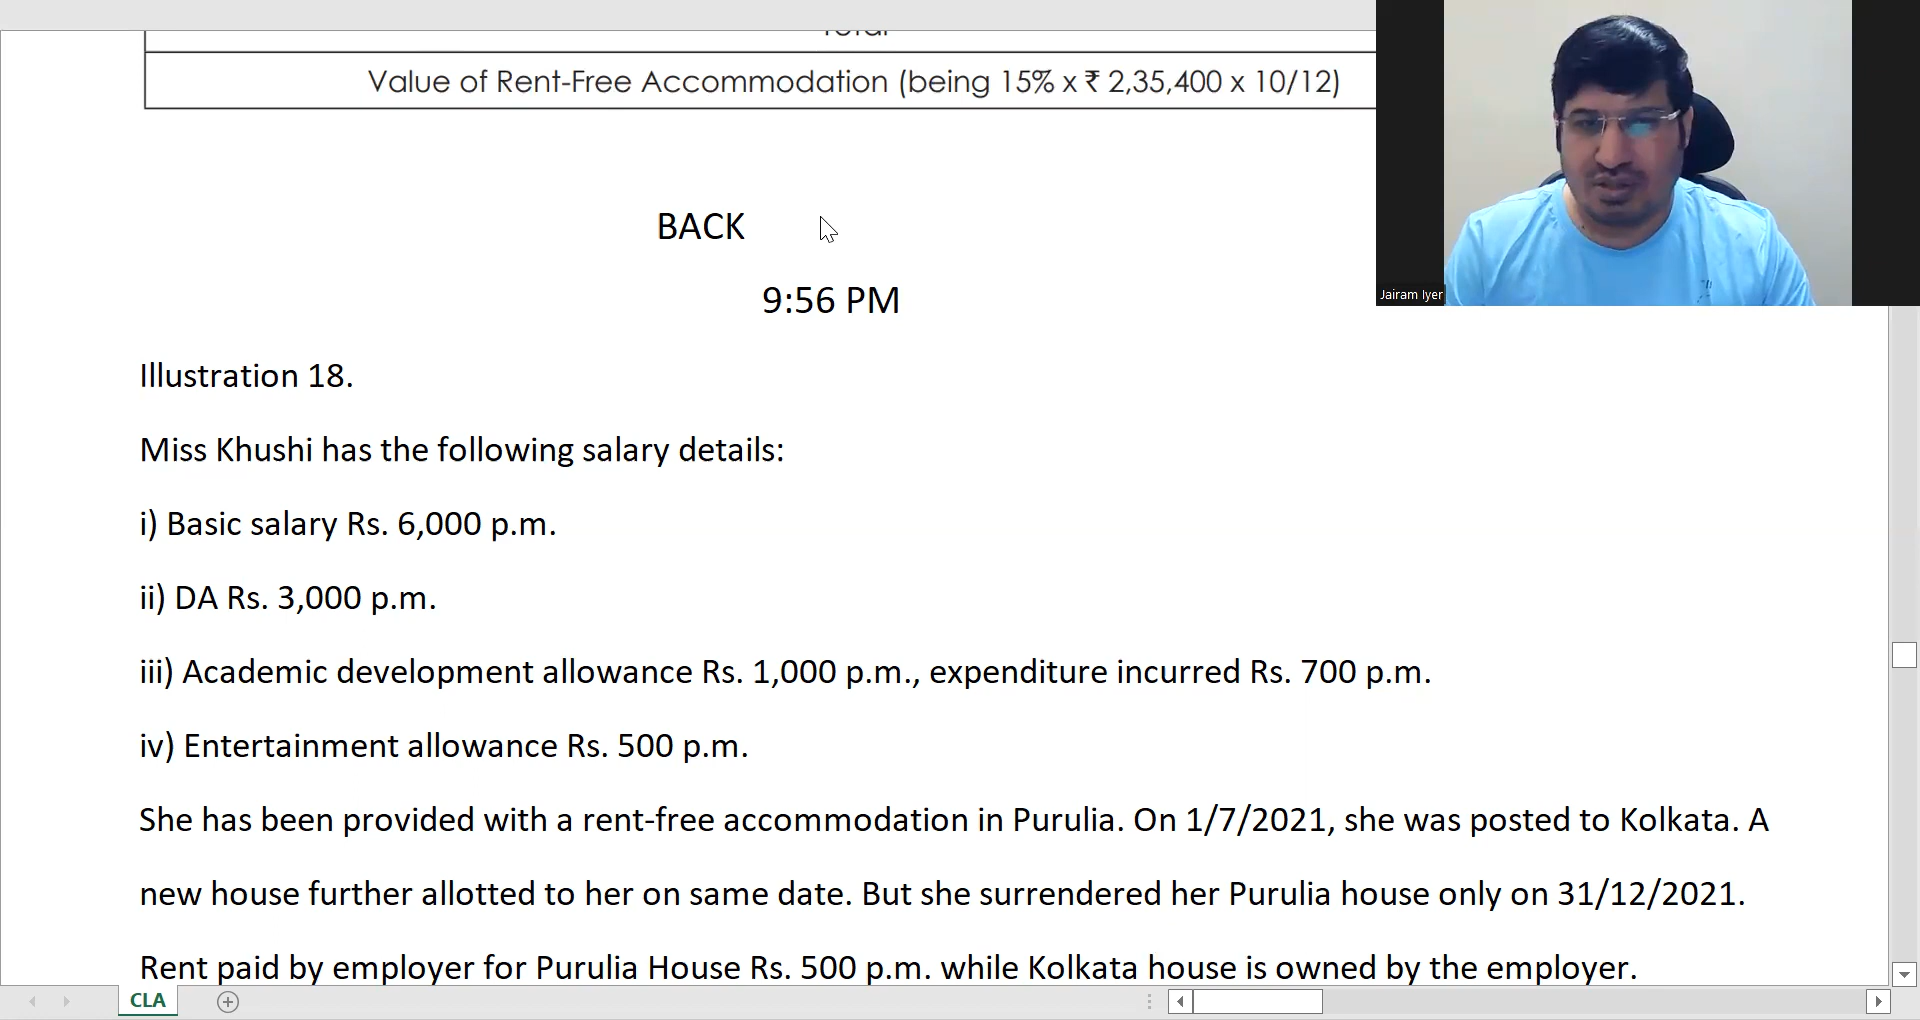 Total
Value of Rent-Free Accommodation (being 15% x ₹ 2,35,400 x 10/12)
BACK
9:56 PM
Jairam Iyer
Illustration 18.
Miss Khushi has the following salary details:
i) Basic salary Rs. 6,000 p.m.
ii) DA Rs. 3,000 p.m.
iii) Academic development allowance Rs. 1,000 p.m., expenditure incurred Rs. 700 p.m.
iv) Entertainment allowance Rs. 500 p.m.
She has been provided with a rent-free accommodation in Purulia. On 1/7/2021, she was posted to Kolkata. A
new house further allotted to her on same date. But she surrendered her Purulia house only on 31/12/2021.
Rent paid by employer for Purulia House Rs. 500 p.m. while Kolkata house is owned by the employer.
CLA